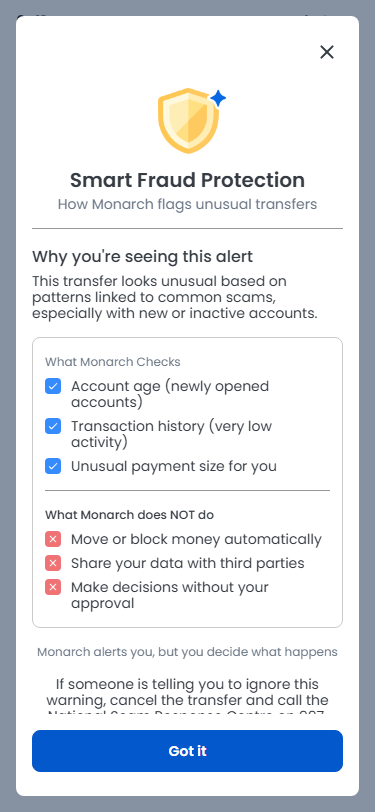 Smart Fraud Protection
How Monarch flags unusual transfers
Why you're seeing this alert
This transfer looks unusual based on
patterns linked to common scams,
especially with new or inactive accounts.
What Monarch Checks
Account age (newly opened
accounts)
Transaction history (very low
activity)
Unusual payment size for you
What Monarch does NOT do
Move or block money automatically
Share your data with third parties
Make decisions without your
approval
Monarch alerts you, but you decide what happens
If someone is telling you to ignore this
warning, cancel the transfer and call the
Got it